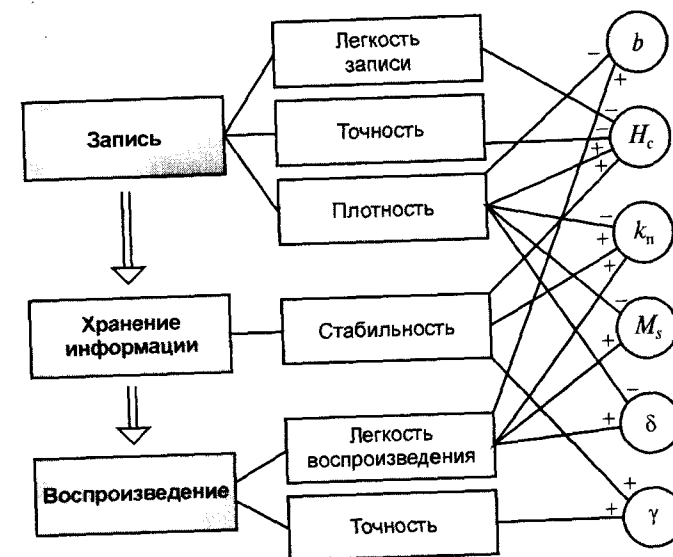 Легкость
записи
Запись
Точность
Плотность
Хранение
информации
Стабильность
Легкость
воспроизведения
Воспроизведение
Точность
− b
+
−
− H_c
+
+
− k_п
+
+
− M_s
+
− δ
+
+ γ
+